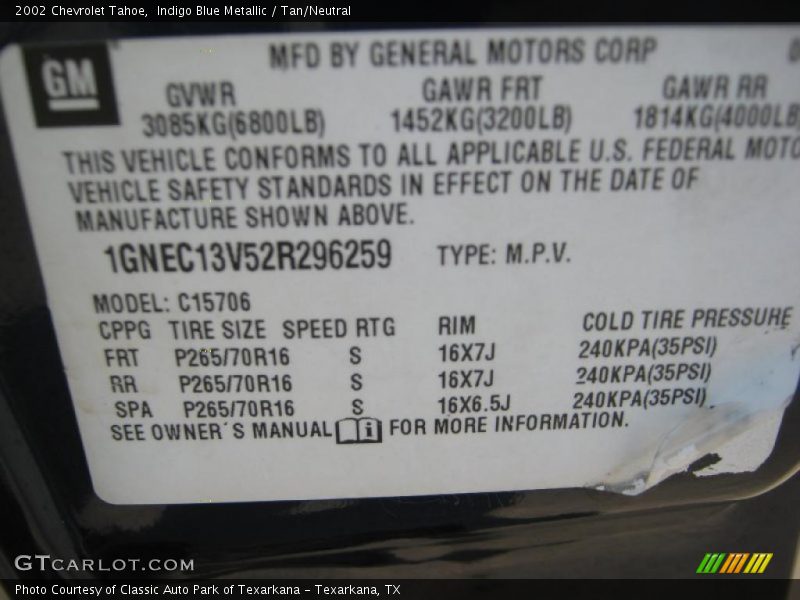 2002 Chevrolet Tahoe,  Indigo Blue Metallic / Tan/Neutral
GM
MFD BY GENERAL MOTORS CORP
GVWR GAWR FRT GAWR RR
3085KG(6800LB) 1452KG(3200LB) 1814KG(4000LB)
THIS VEHICLE CONFORMS TO ALL APPLICABLE U.S. FEDERAL MOTO
VEHICLE SAFETY STANDARDS IN EFFECT ON THE DATE OF
MANUFACTURE SHOWN ABOVE.
1GNEC13V52R296259 TYPE: M.P.V.
MODEL: C15706
CPPG TIRE SIZE SPEED RTG RIM COLD TIRE PRESSURE
FRT P265/70R16 S 16X7J 240KPA(35PSI)
RR P265/70R16 S 16X7J 240KPA(35PSI)
SPA P265/70R16 S 16X6.5J 240KPA(35PSI)
SEE OWNER´S MANUAL i FOR MORE INFORMATION.
GTCARLOT.COM
Photo Courtesy of Classic Auto Park of Texarkana – Texarkana, TX